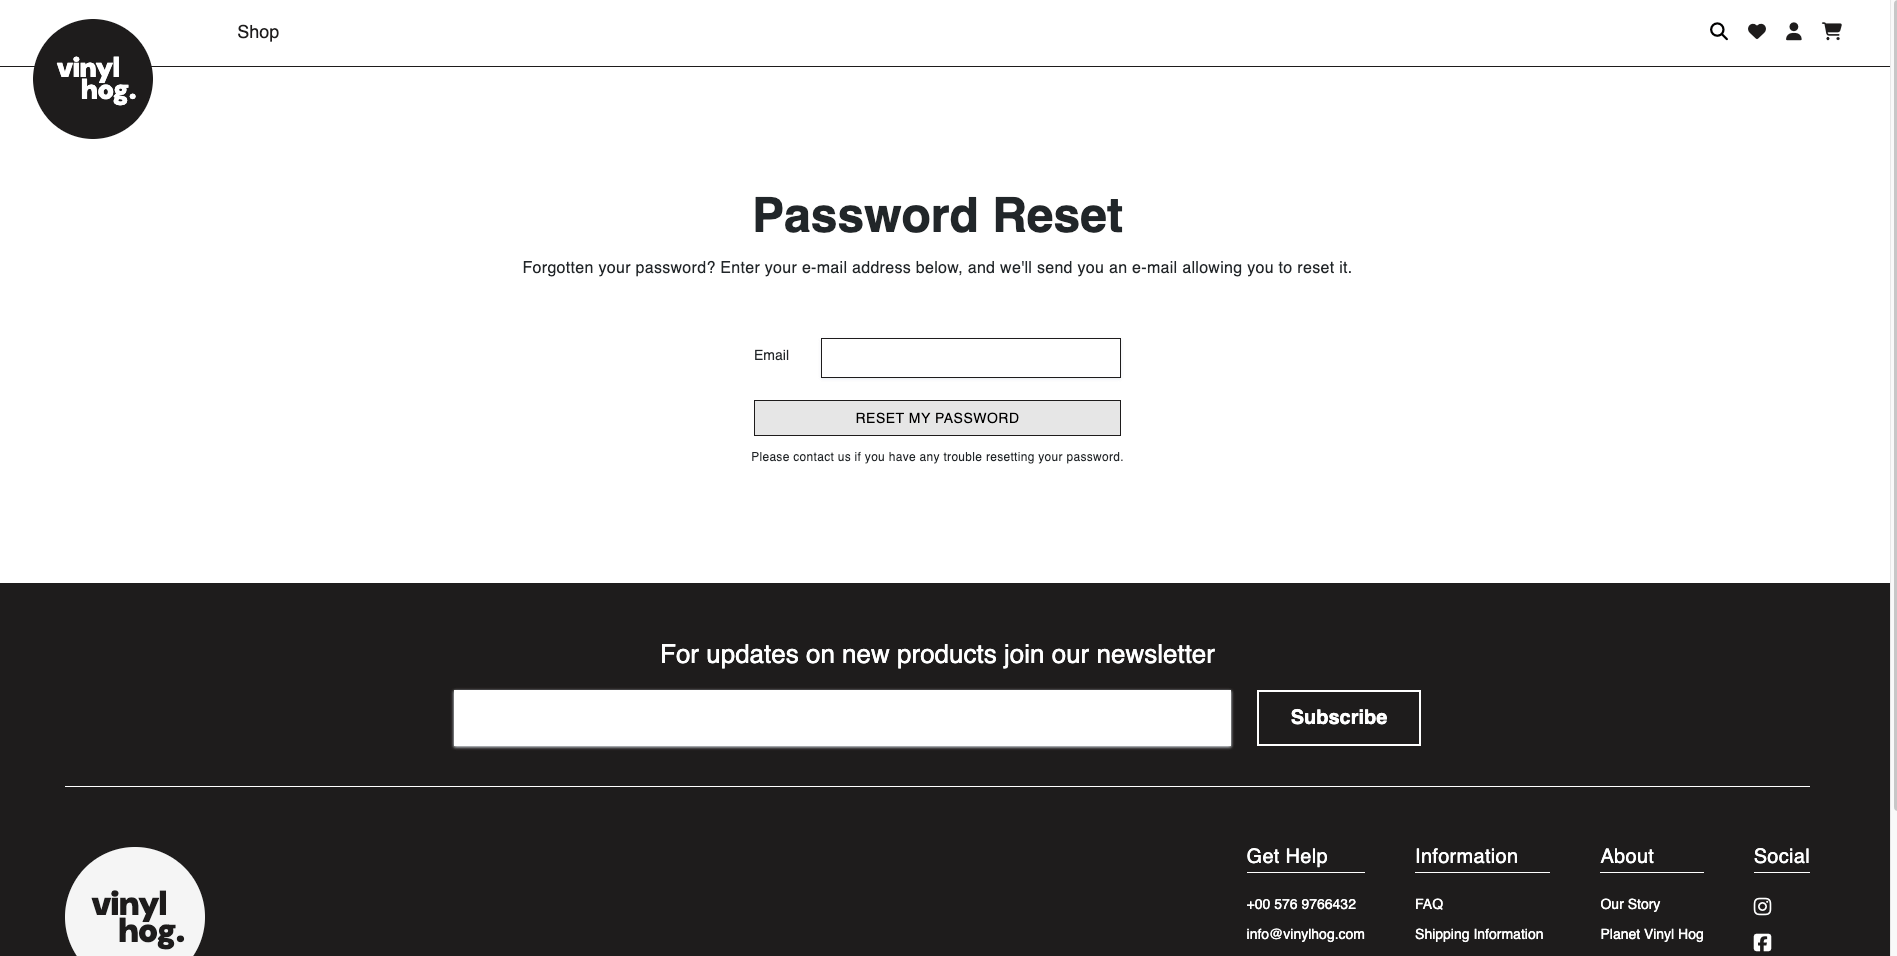 vinyl
hog.
Shop
Password Reset
Forgotten your password? Enter your e-mail address below, and we'll send you an e-mail allowing you to reset it.
Email
RESET MY PASSWORD
Please contact us if you have any trouble resetting your password.
For updates on new products join our newsletter
Subscribe
vinyl
hog.
Get Help
+00 576 9766432
info@vinylhog.com
Information
FAQ
Shipping Information
About
Our Story
Planet Vinyl Hog
Social